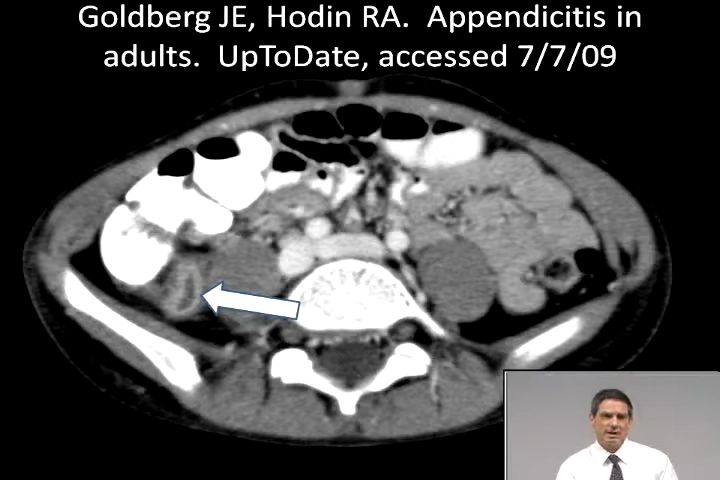 Goldberg JE, Hodin RA.  Appendicitis in
adults.  UpToDate, accessed 7/7/09